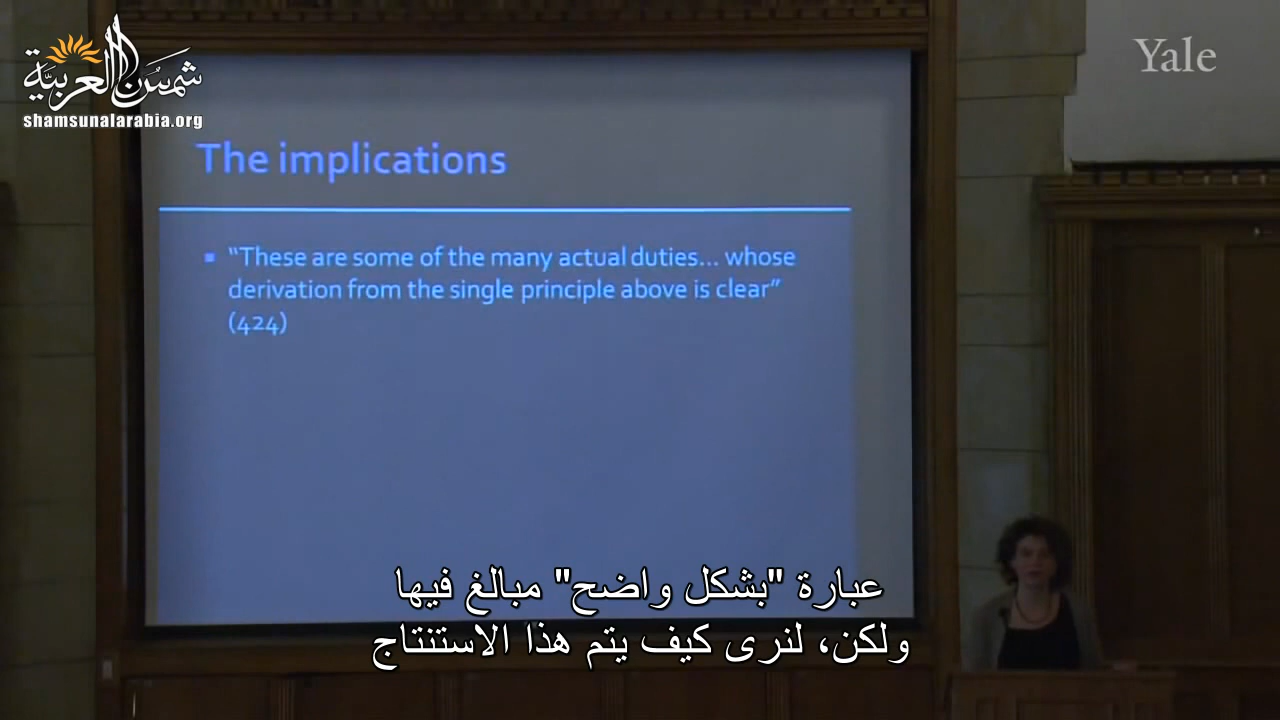 شمس العربية
shamsunalarabia.org
Yale
The implications
▪ “These are some of the many actual duties... whose
derivation from the single principle above is clear”
(424)
عبارة "بشكل واضح" مبالغ فيها
ولكن، لنرى كيف يتم هذا الاستنتاج